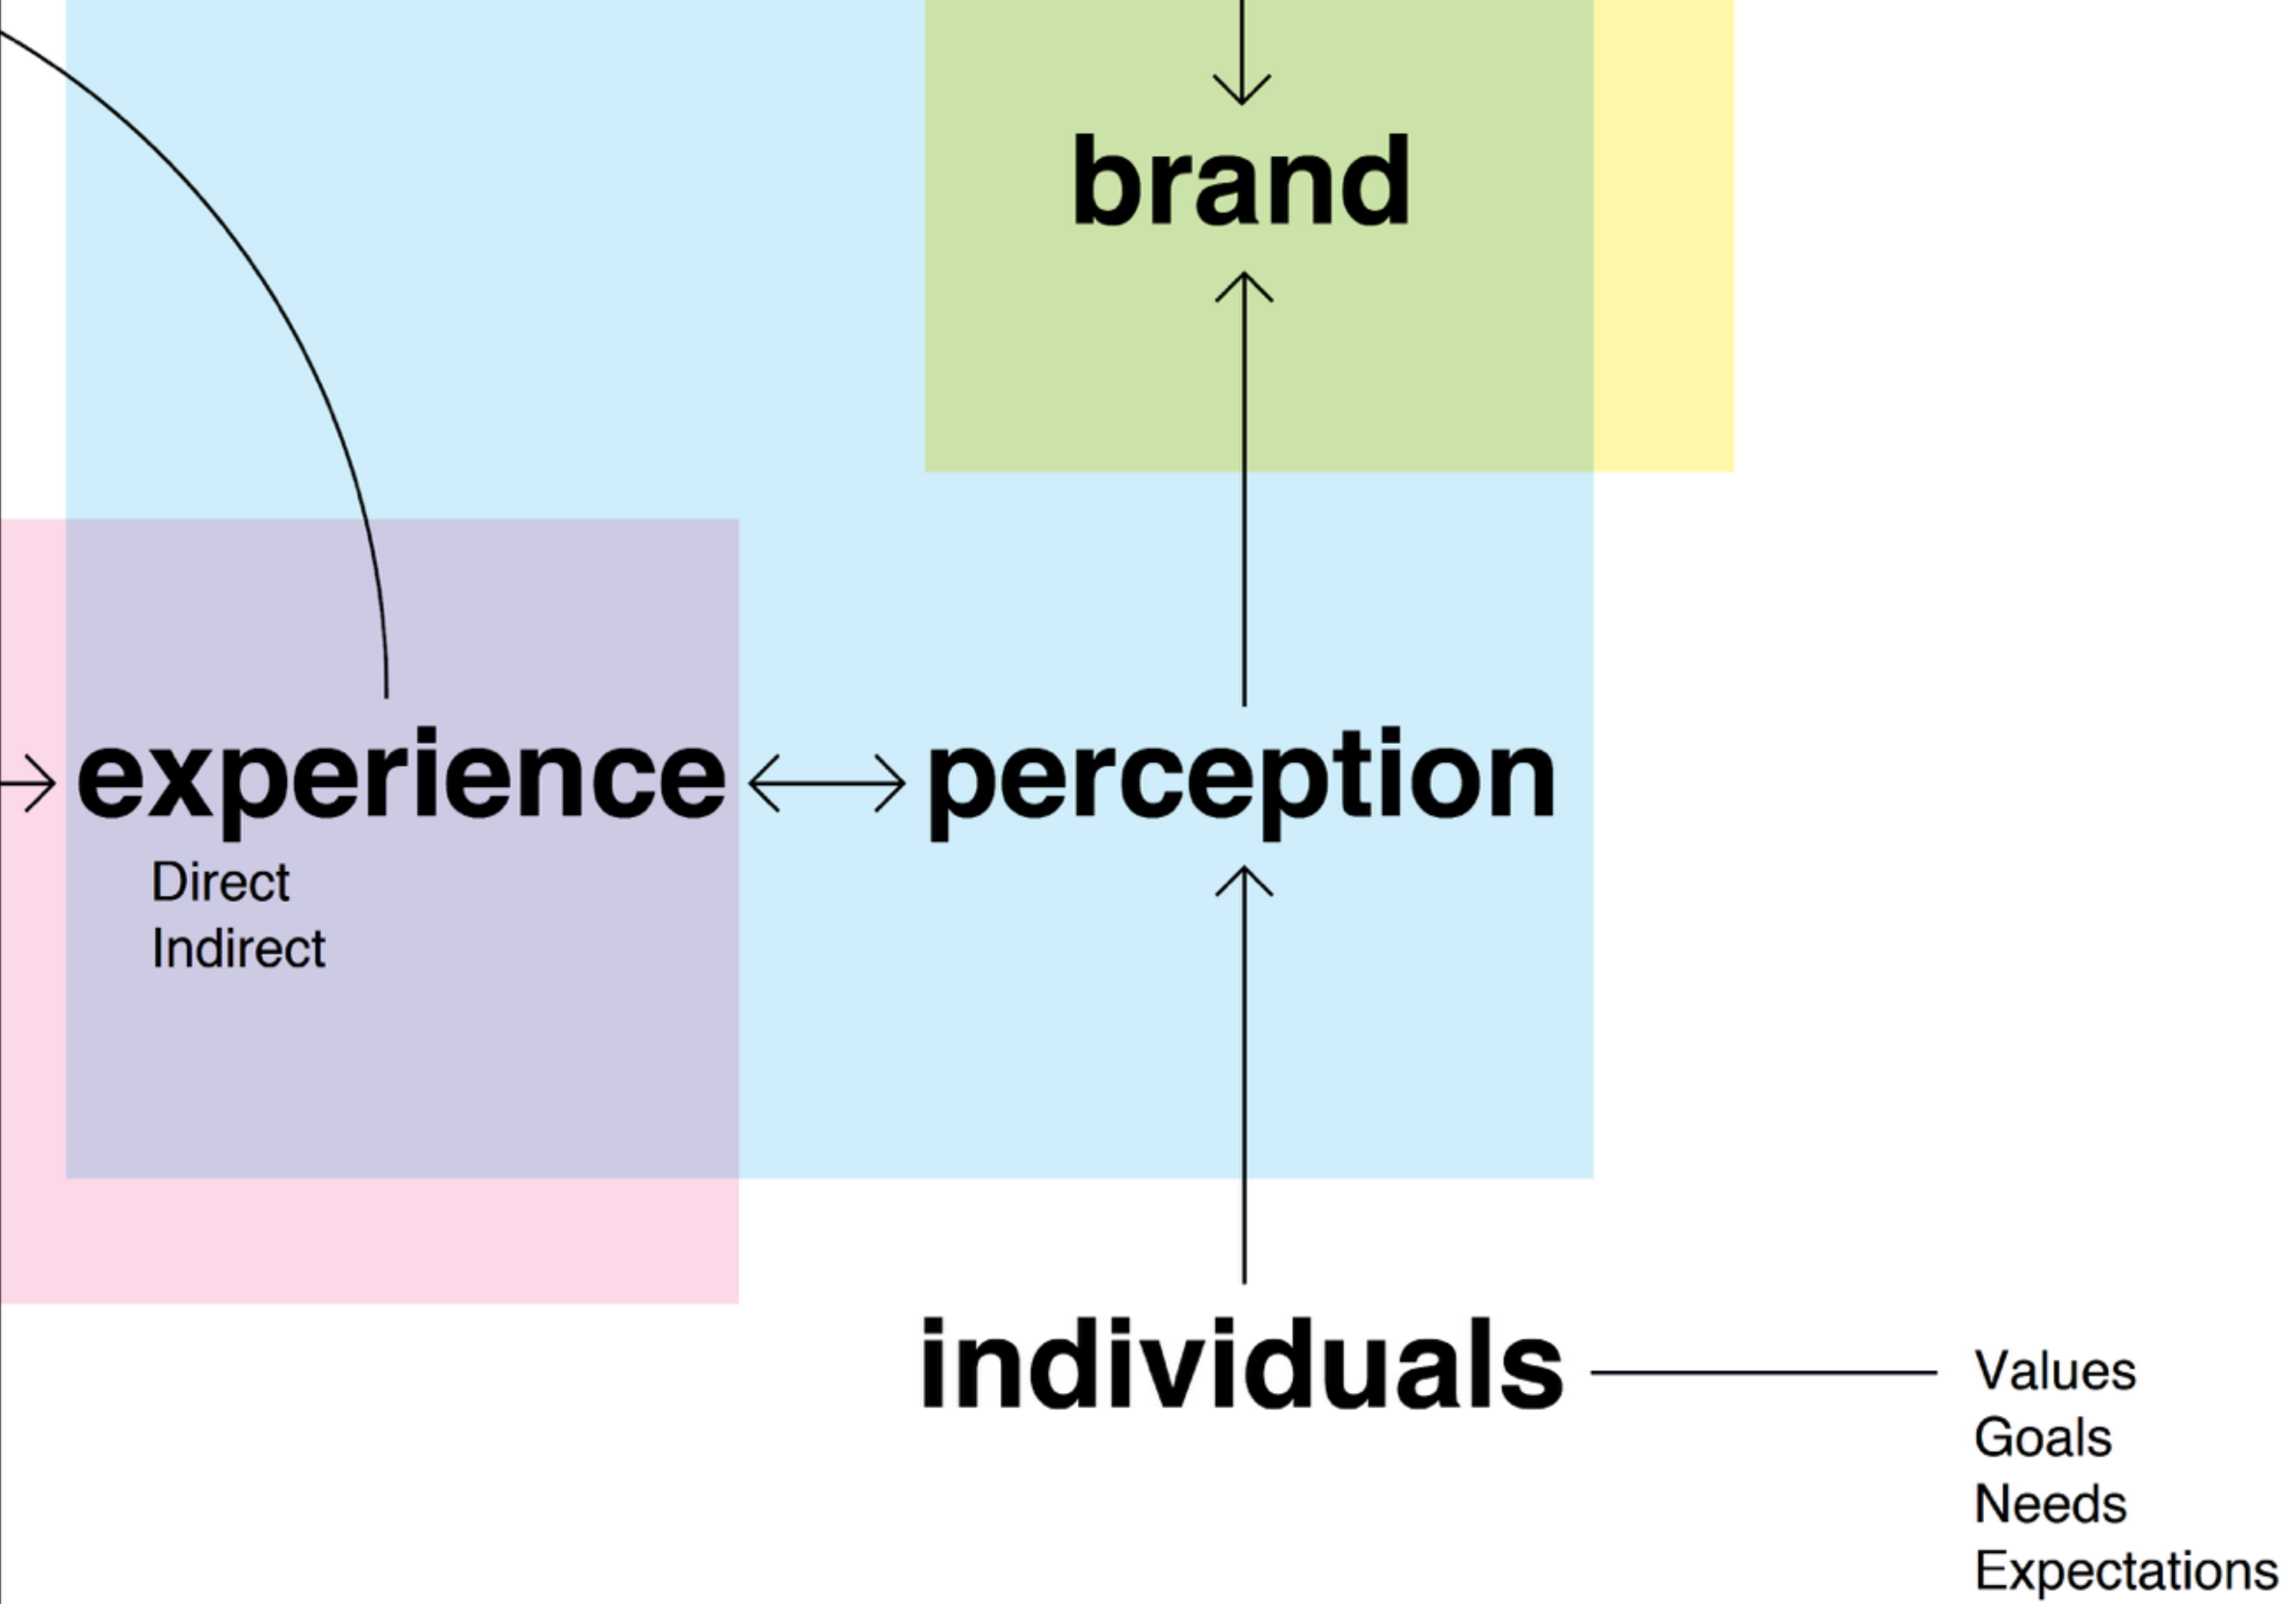 brand
experience
perception
Direct
Indirect
individuals
Values
Goals
Needs
Expectations